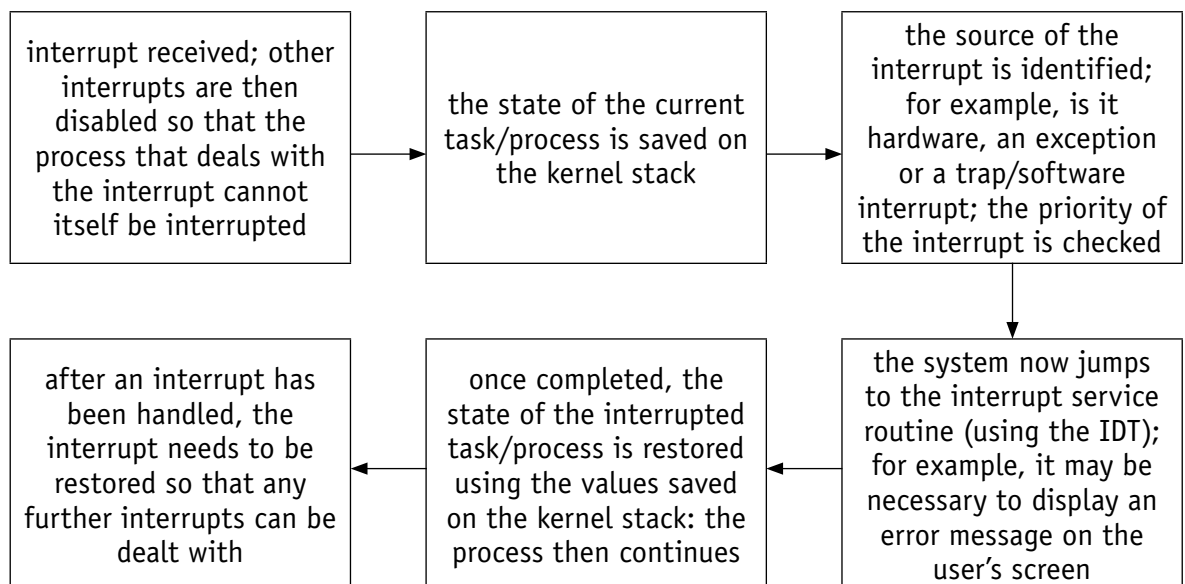 interrupt received; other
interrupts are then
disabled so that the
process that deals with
the interrupt cannot
itself be interrupted
the state of the current
task/process is saved on
the kernel stack
the source of the
interrupt is identified;
for example, is it
hardware, an exception
or a trap/software
interrupt; the priority of
the interrupt is checked
the system now jumps
to the interrupt service
routine (using the IDT);
for example, it may be
necessary to display an
error message on the
user's screen
once completed, the
state of the interrupted
task/process is restored
using the values saved
on the kernel stack: the
process then continues
after an interrupt has
been handled, the
interrupt needs to be
restored so that any
further interrupts can be
dealt with